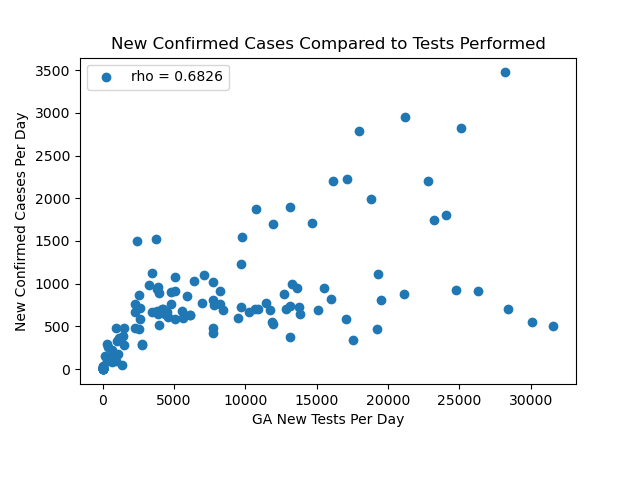 New Confirmed Cases Compared to Tests Performed
rho = 0.6826
3500
3000
2500
2000
1500
1000
500
0
New Confirmed Caeses Per Day
0 5000 10000 15000 20000 25000 30000
GA New Tests Per Day